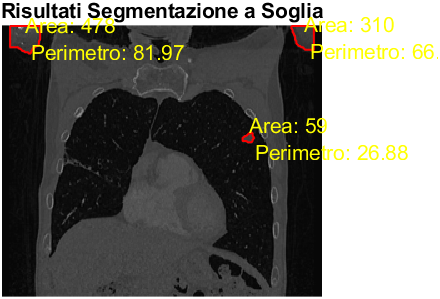 Risultati Segmentazione a Soglia
Area: 478
Perimetro: 81.97
Area: 310
Perimetro: 66.
Area: 59
Perimetro: 26.88